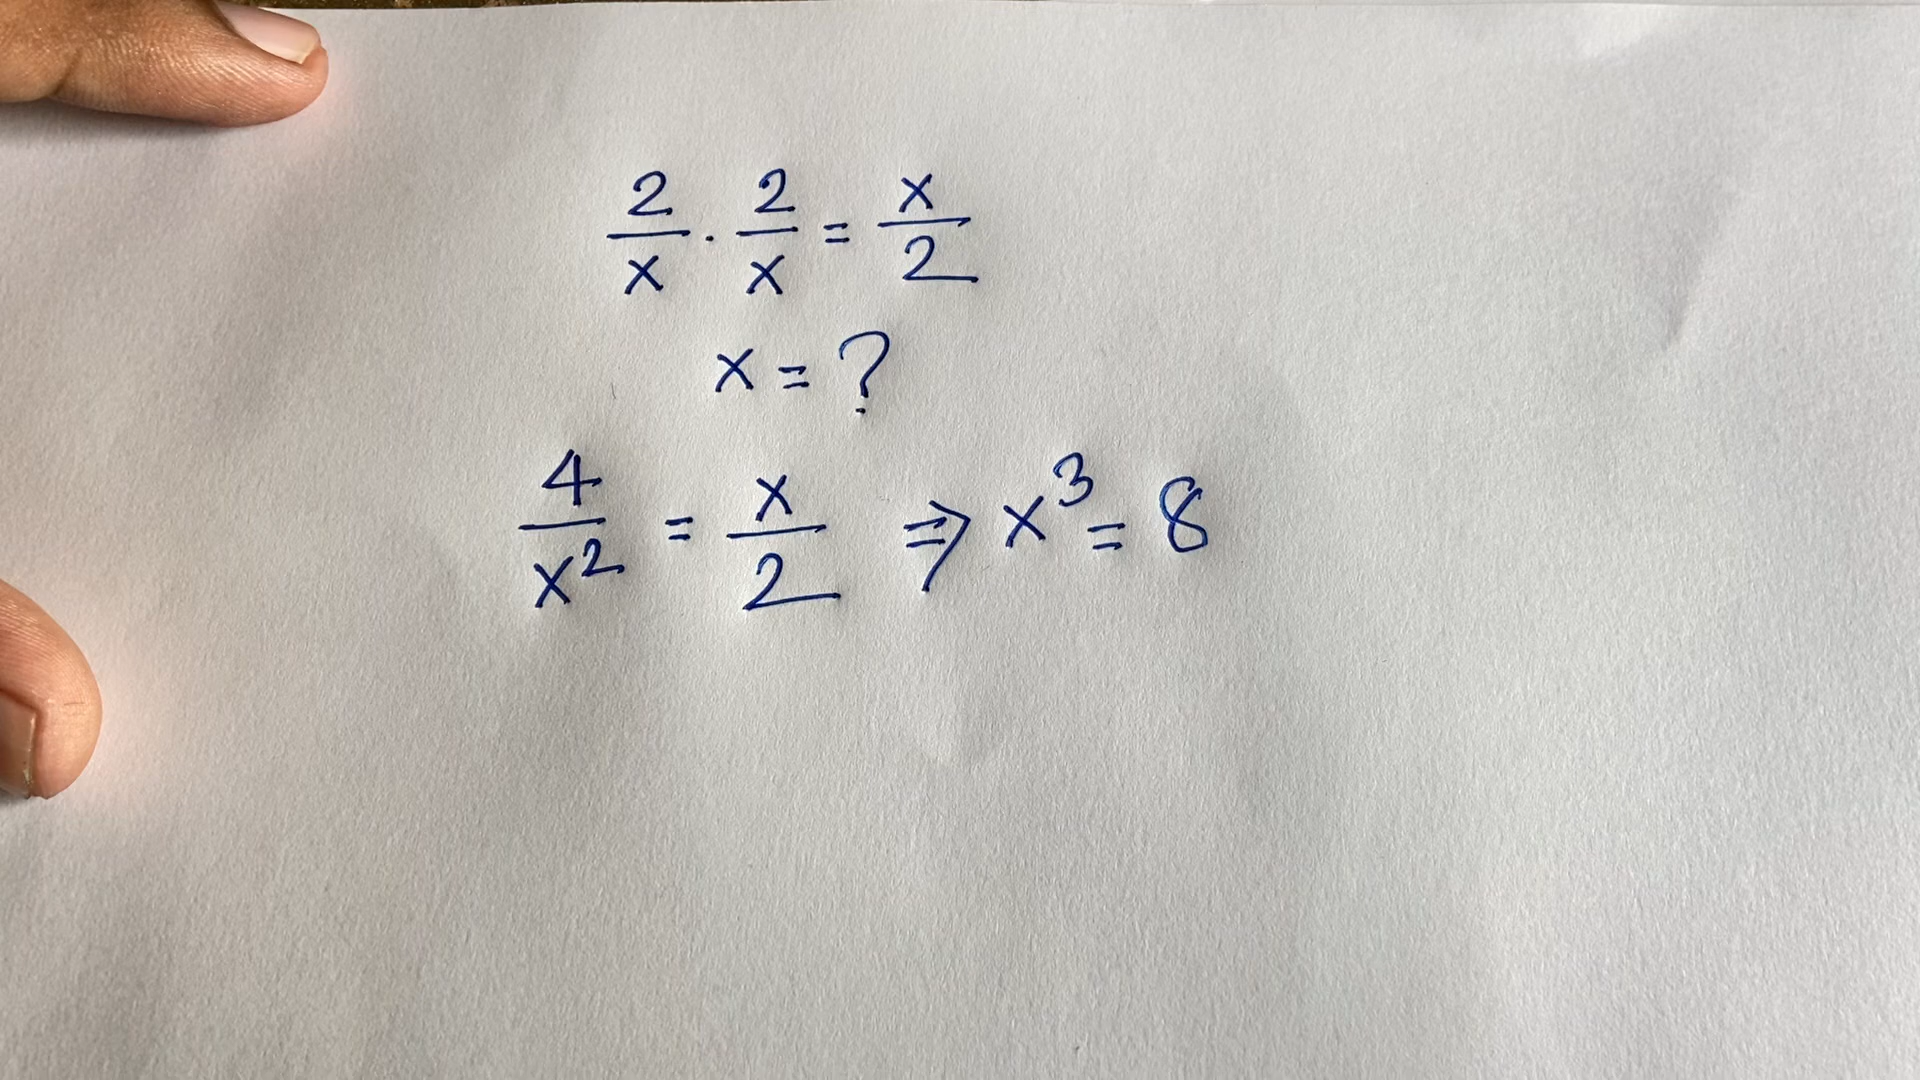 2/x · 2/x = x/2
x = ?
4/x² = x/2 ⇒ x³ = 8